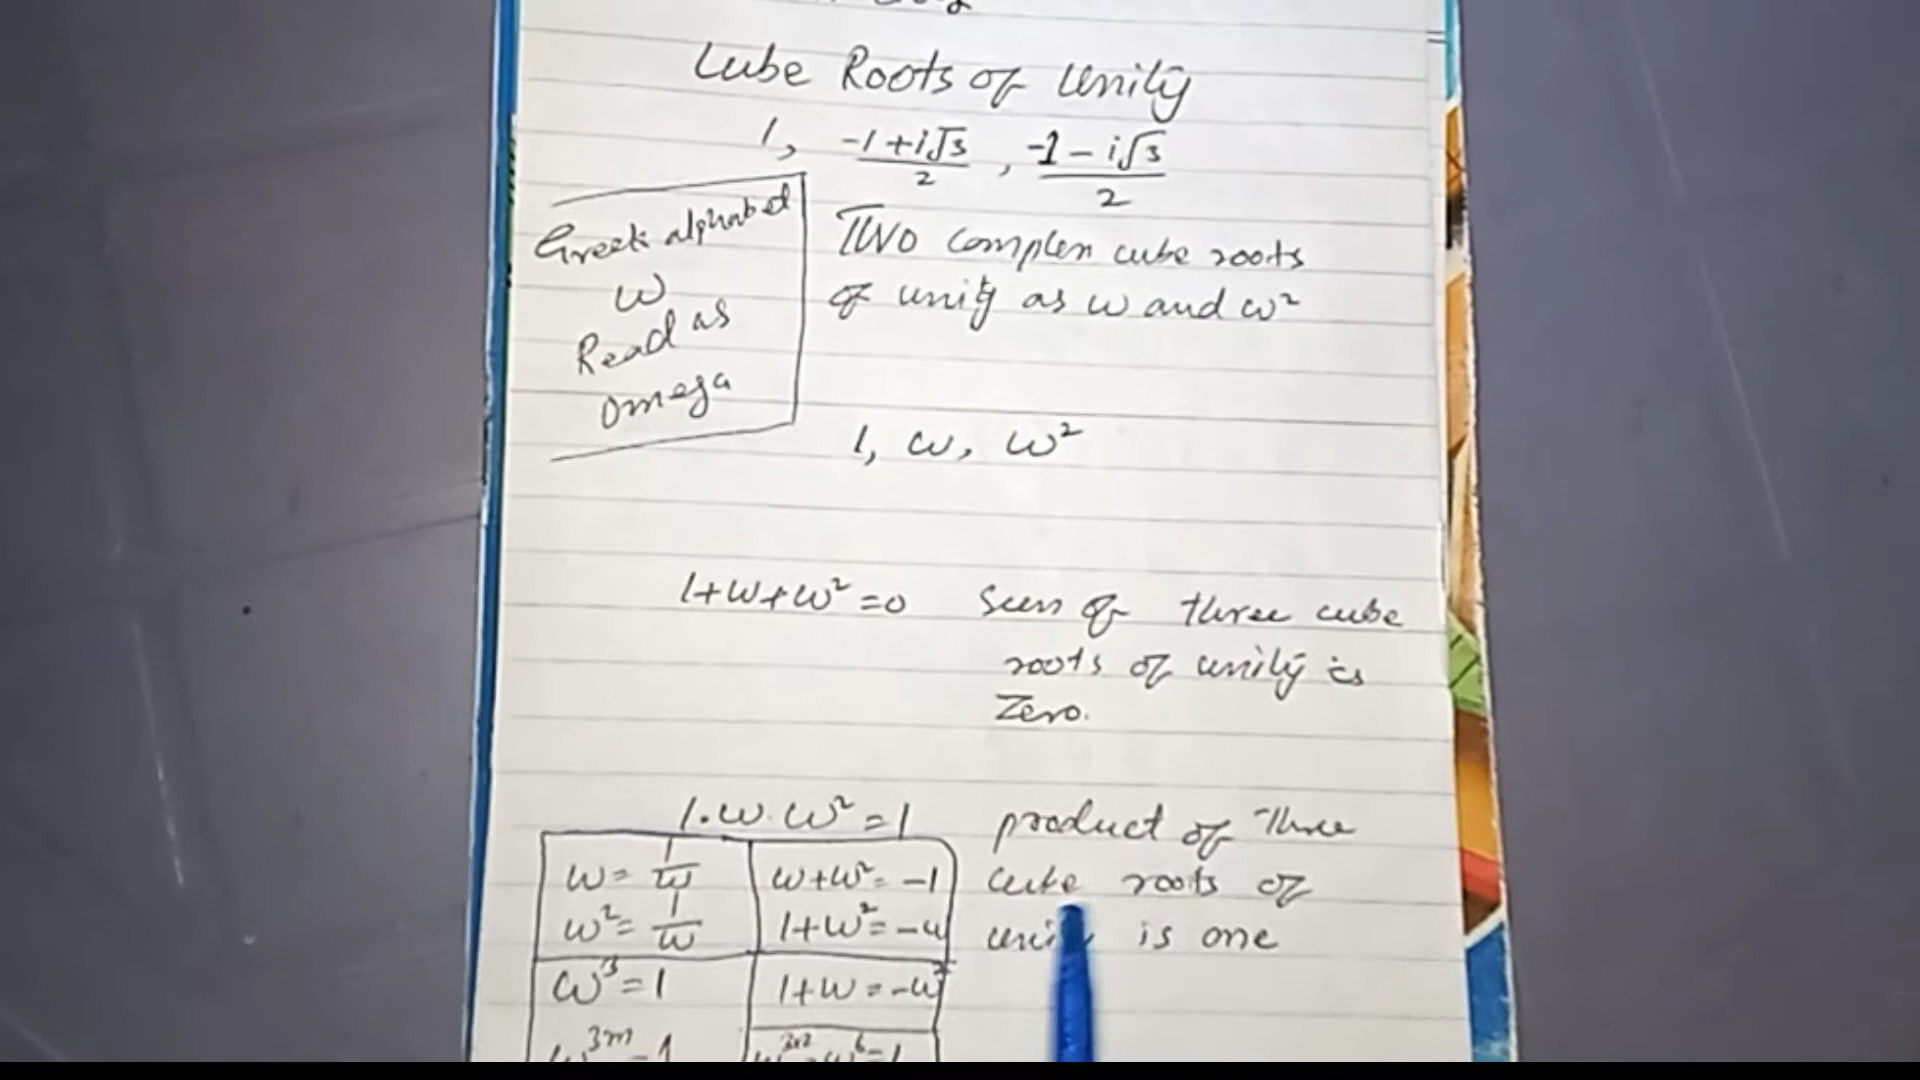 Cube Roots of Unity
1, -1+i√3/2, -1-i√3/2
Greek alphabet
ω
Read as
omega
Two complex cube roots
of unity as ω and ω²
1, ω, ω²
1+ω+ω²=0 Sum of three cube
roots of unity is
Zero.
1.ω.ω²=1 product of Three
cube roots of
unity is one
ω=1/ω
ω²=1/ω
ω+ω²=-1
1+ω²=-ω
ω³=1
1+ω=-ω²